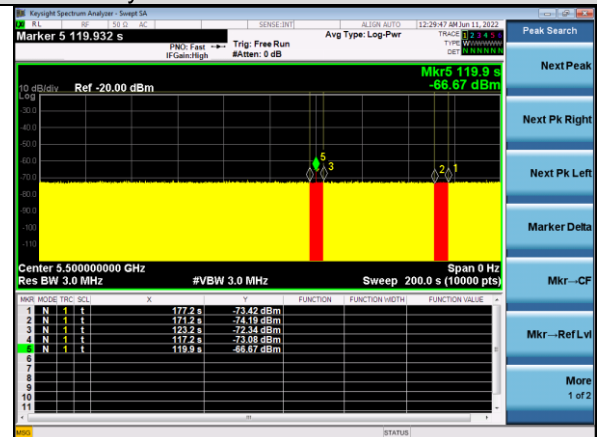 Keysight Spectrum Analyzer - Swept SA
RL RF 50 Ω AC SENSE:INT ALIGN AUTO 12:29:47 AM Jun 11, 2022
Marker 5 119.932 s
PNO: Fast
IFGain:High
Trig: Free Run
#Atten: 0 dB
Avg Type: Log-Pwr
TRACE 1 2 3 4 5 6
TYPE WWWWWW
DET N N N N N N
Peak Search
Mkr5 119.9 s
-66.67 dBm
10 dB/div Ref -20.00 dBm
Log
-30.0
-40.0
-50.0
-60.0
-70.0
-80.0
-90.0
-100
-110
5
3
2 1
Center 5.500000000 GHz Span 0 Hz
Res BW 3.0 MHz #VBW 3.0 MHz Sweep 200.0 s (10000 pts)
MKR MODE TRC SCL X Y FUNCTION FUNCTION WIDTH FUNCTION VALUE
1 N 1 t 177.2 s -73.42 dBm
2 N 1 t 171.2 s -74.19 dBm
3 N 1 t 123.2 s -72.34 dBm
4 N 1 t 117.2 s -73.08 dBm
5 N 1 t 119.9 s -66.67 dBm
6
7
8
9
10
11
MSG STATUS
Next Peak
Next Pk Right
Next Pk Left
Marker Delta
Mkr→CF
Mkr→Ref Lvl
More
1 of 2